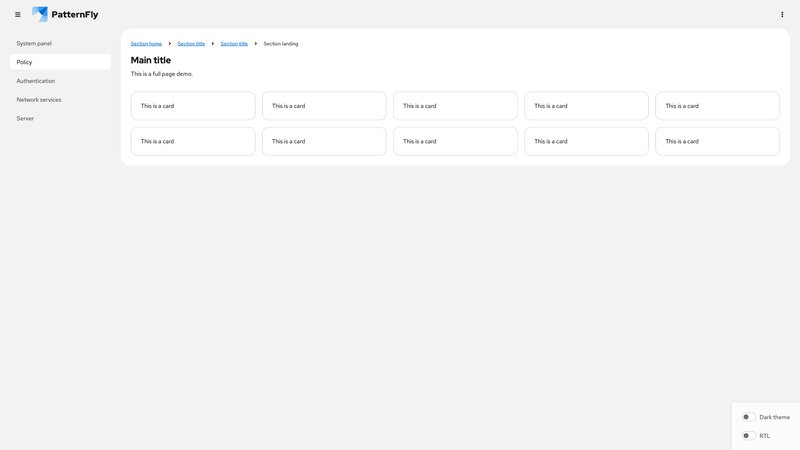 PatternFly
System panel
Policy
Authentication
Network services
Server
Section home > Section title > Section title > Section landing
Main title
This is a full page demo.
This is a card This is a card This is a card This is a card This is a card
This is a card This is a card This is a card This is a card This is a card
Dark theme
RTL